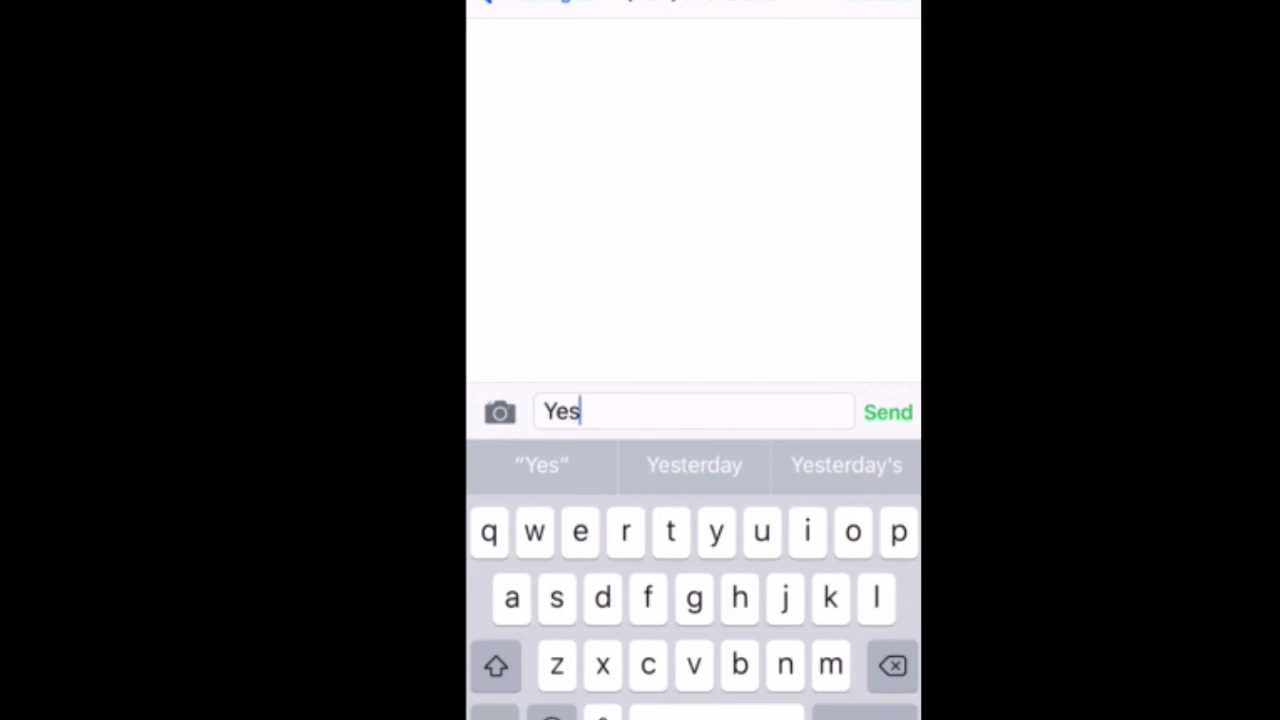 Yes
Send
“Yes”
Yesterday
Yesterday's
q w e r t y u i o p
a s d f g h j k l
z x c v b n m